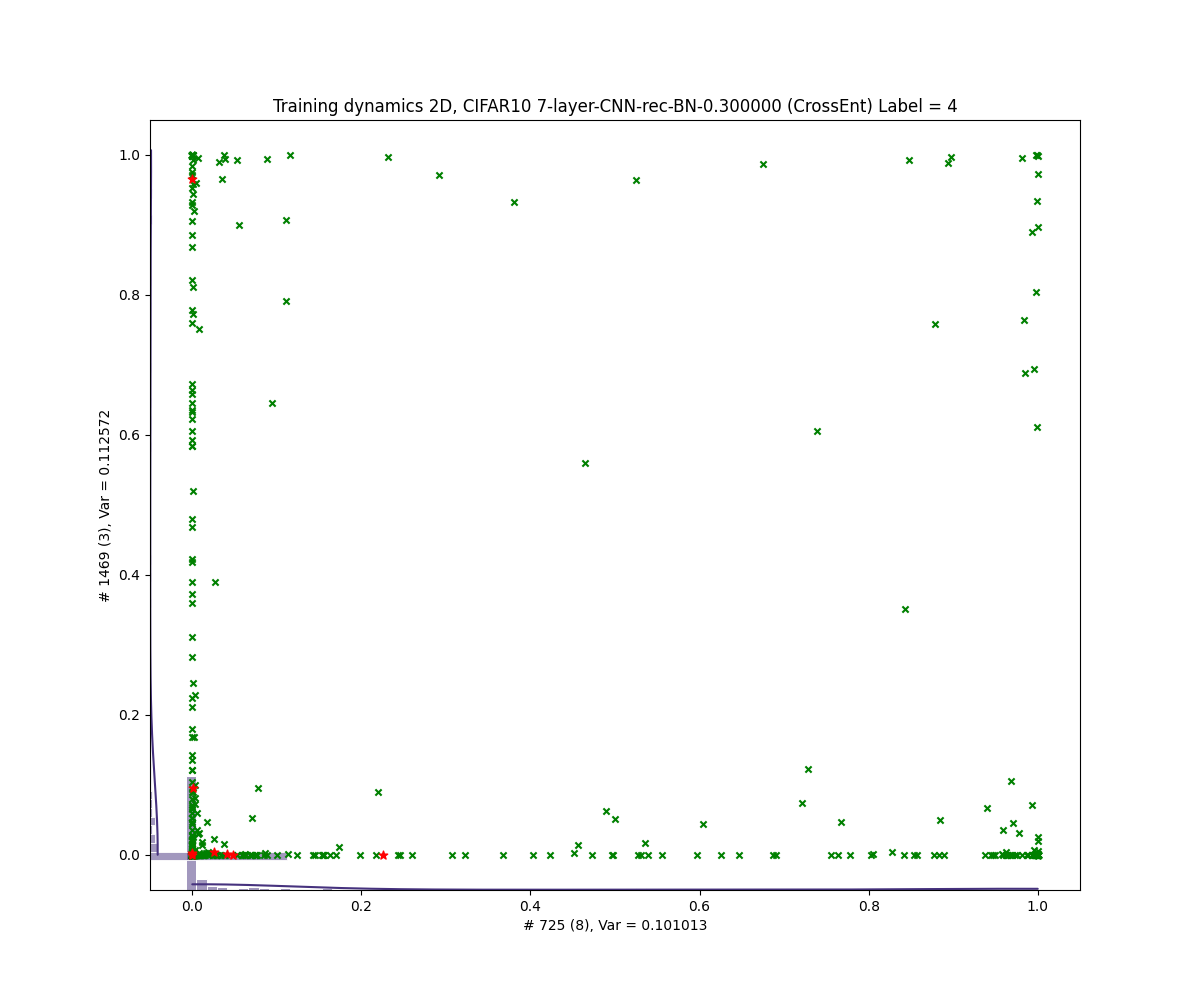 Training dynamics 2D, CIFAR10 7-layer-CNN-rec-BN-0.300000 (CrossEnt) Label = 4
1.0
0.8
0.6
0.4
0.2
0.0
# 1469 (3), Var = 0.112572
0.0 0.2 0.4 0.6 0.8 1.0
# 725 (8), Var = 0.101013